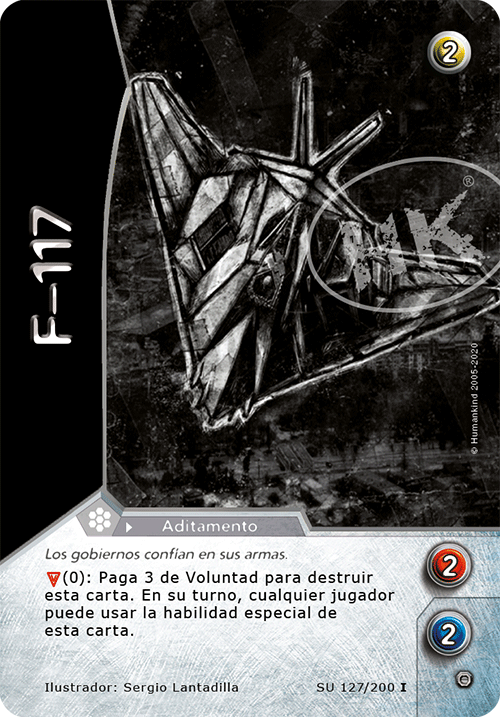 2
F-117
HK®
© Humankind 2005-2020
Aditamento
Los gobiernos confían en sus armas.
(0): Paga 3 de Voluntad para destruir
esta carta. En su turno, cualquier jugador
puede usar la habilidad especial de
esta carta.
2
2
Ilustrador: Sergio Lantadilla
SU 127/200 I